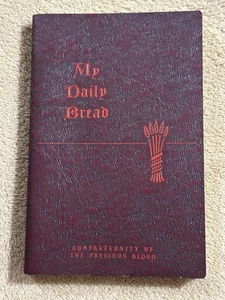 My
Daily
Bread
CONFRATERNITY OF
THE PRECIOUS BLOOD